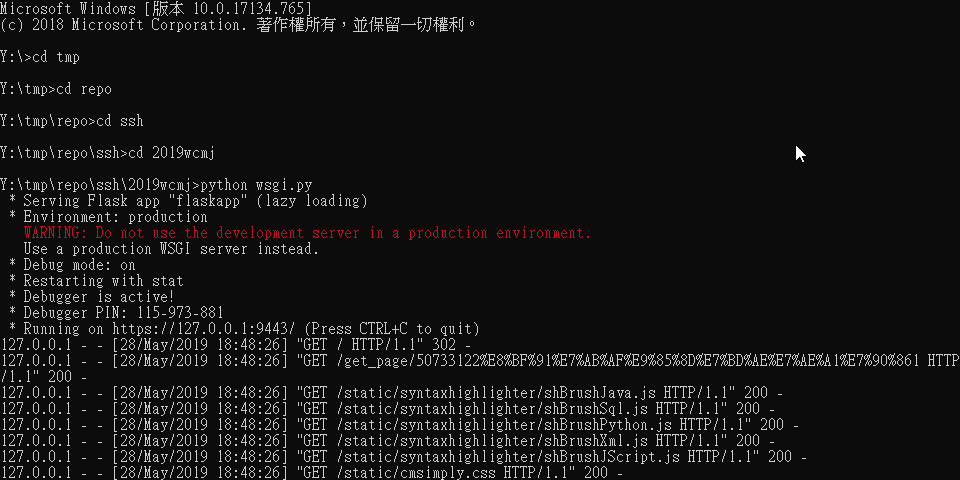 Microsoft Windows [版本 10.0.17134.765]
(c) 2018 Microsoft Corporation. 著作權所有，並保留一切權利。
Y:\>cd tmp
Y:\tmp>cd repo
Y:\tmp\repo>cd ssh
Y:\tmp\repo\ssh>cd 2019wcmj
Y:\tmp\repo\ssh\2019wcmj>python wsgi.py
 * Serving Flask app "flaskapp" (lazy loading)
 * Environment: production
   WARNING: Do not use the development server in a production environment.
   Use a production WSGI server instead.
 * Debug mode: on
 * Restarting with stat
 * Debugger is active!
 * Debugger PIN: 115-973-881
 * Running on https://127.0.0.1:9443/ (Press CTRL+C to quit)
127.0.0.1 - - [28/May/2019 18:48:26] "GET / HTTP/1.1" 302 -
127.0.0.1 - - [28/May/2019 18:48:26] "GET /get_page/50733122%E8%BF%91%E7%AB%AF%E9%85%8D%E7%BD%AE%E7%AE%A1%E7%90%861 HTTP
/1.1" 200 -
127.0.0.1 - - [28/May/2019 18:48:26] "GET /static/syntaxhighlighter/shBrushJava.js HTTP/1.1" 200 -
127.0.0.1 - - [28/May/2019 18:48:26] "GET /static/syntaxhighlighter/shBrushSql.js HTTP/1.1" 200 -
127.0.0.1 - - [28/May/2019 18:48:26] "GET /static/syntaxhighlighter/shBrushPython.js HTTP/1.1" 200 -
127.0.0.1 - - [28/May/2019 18:48:26] "GET /static/syntaxhighlighter/shBrushXml.js HTTP/1.1" 200 -
127.0.0.1 - - [28/May/2019 18:48:26] "GET /static/syntaxhighlighter/shBrushJScript.js HTTP/1.1" 200 -
127.0.0.1 - - [28/May/2019 18:48:26] "GET /static/cmsimply.css HTTP/1.1" 200 -